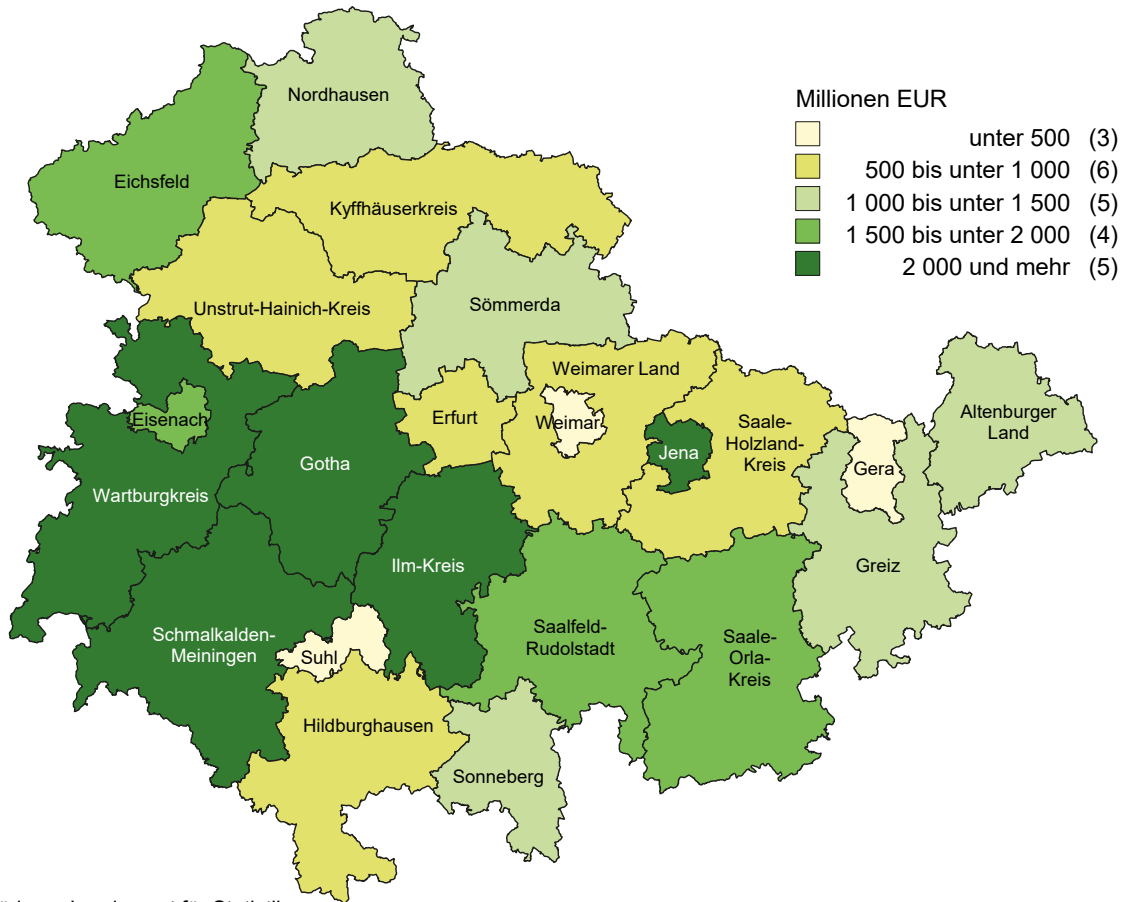 Millionen EUR
unter 500 (3)
500 bis unter 1 000 (6)
1 000 bis unter 1 500 (5)
1 500 bis unter 2 000 (4)
2 000 und mehr (5)
Nordhausen
Eichsfeld
Kyffhäuserkreis
Unstrut-Hainich-Kreis
Sömmerda
Weimarer Land
Eisenach
Erfurt
Weimar
Saale-
Holzland-
Kreis
Altenburger
Land
Gotha
Jena
Gera
Wartburgkreis
Ilm-Kreis
Greiz
Schmalkalden-
Meiningen
Suhl
Saalfeld-
Rudolstadt
Saale-
Orla-
Kreis
Hildburghausen
Sonneberg